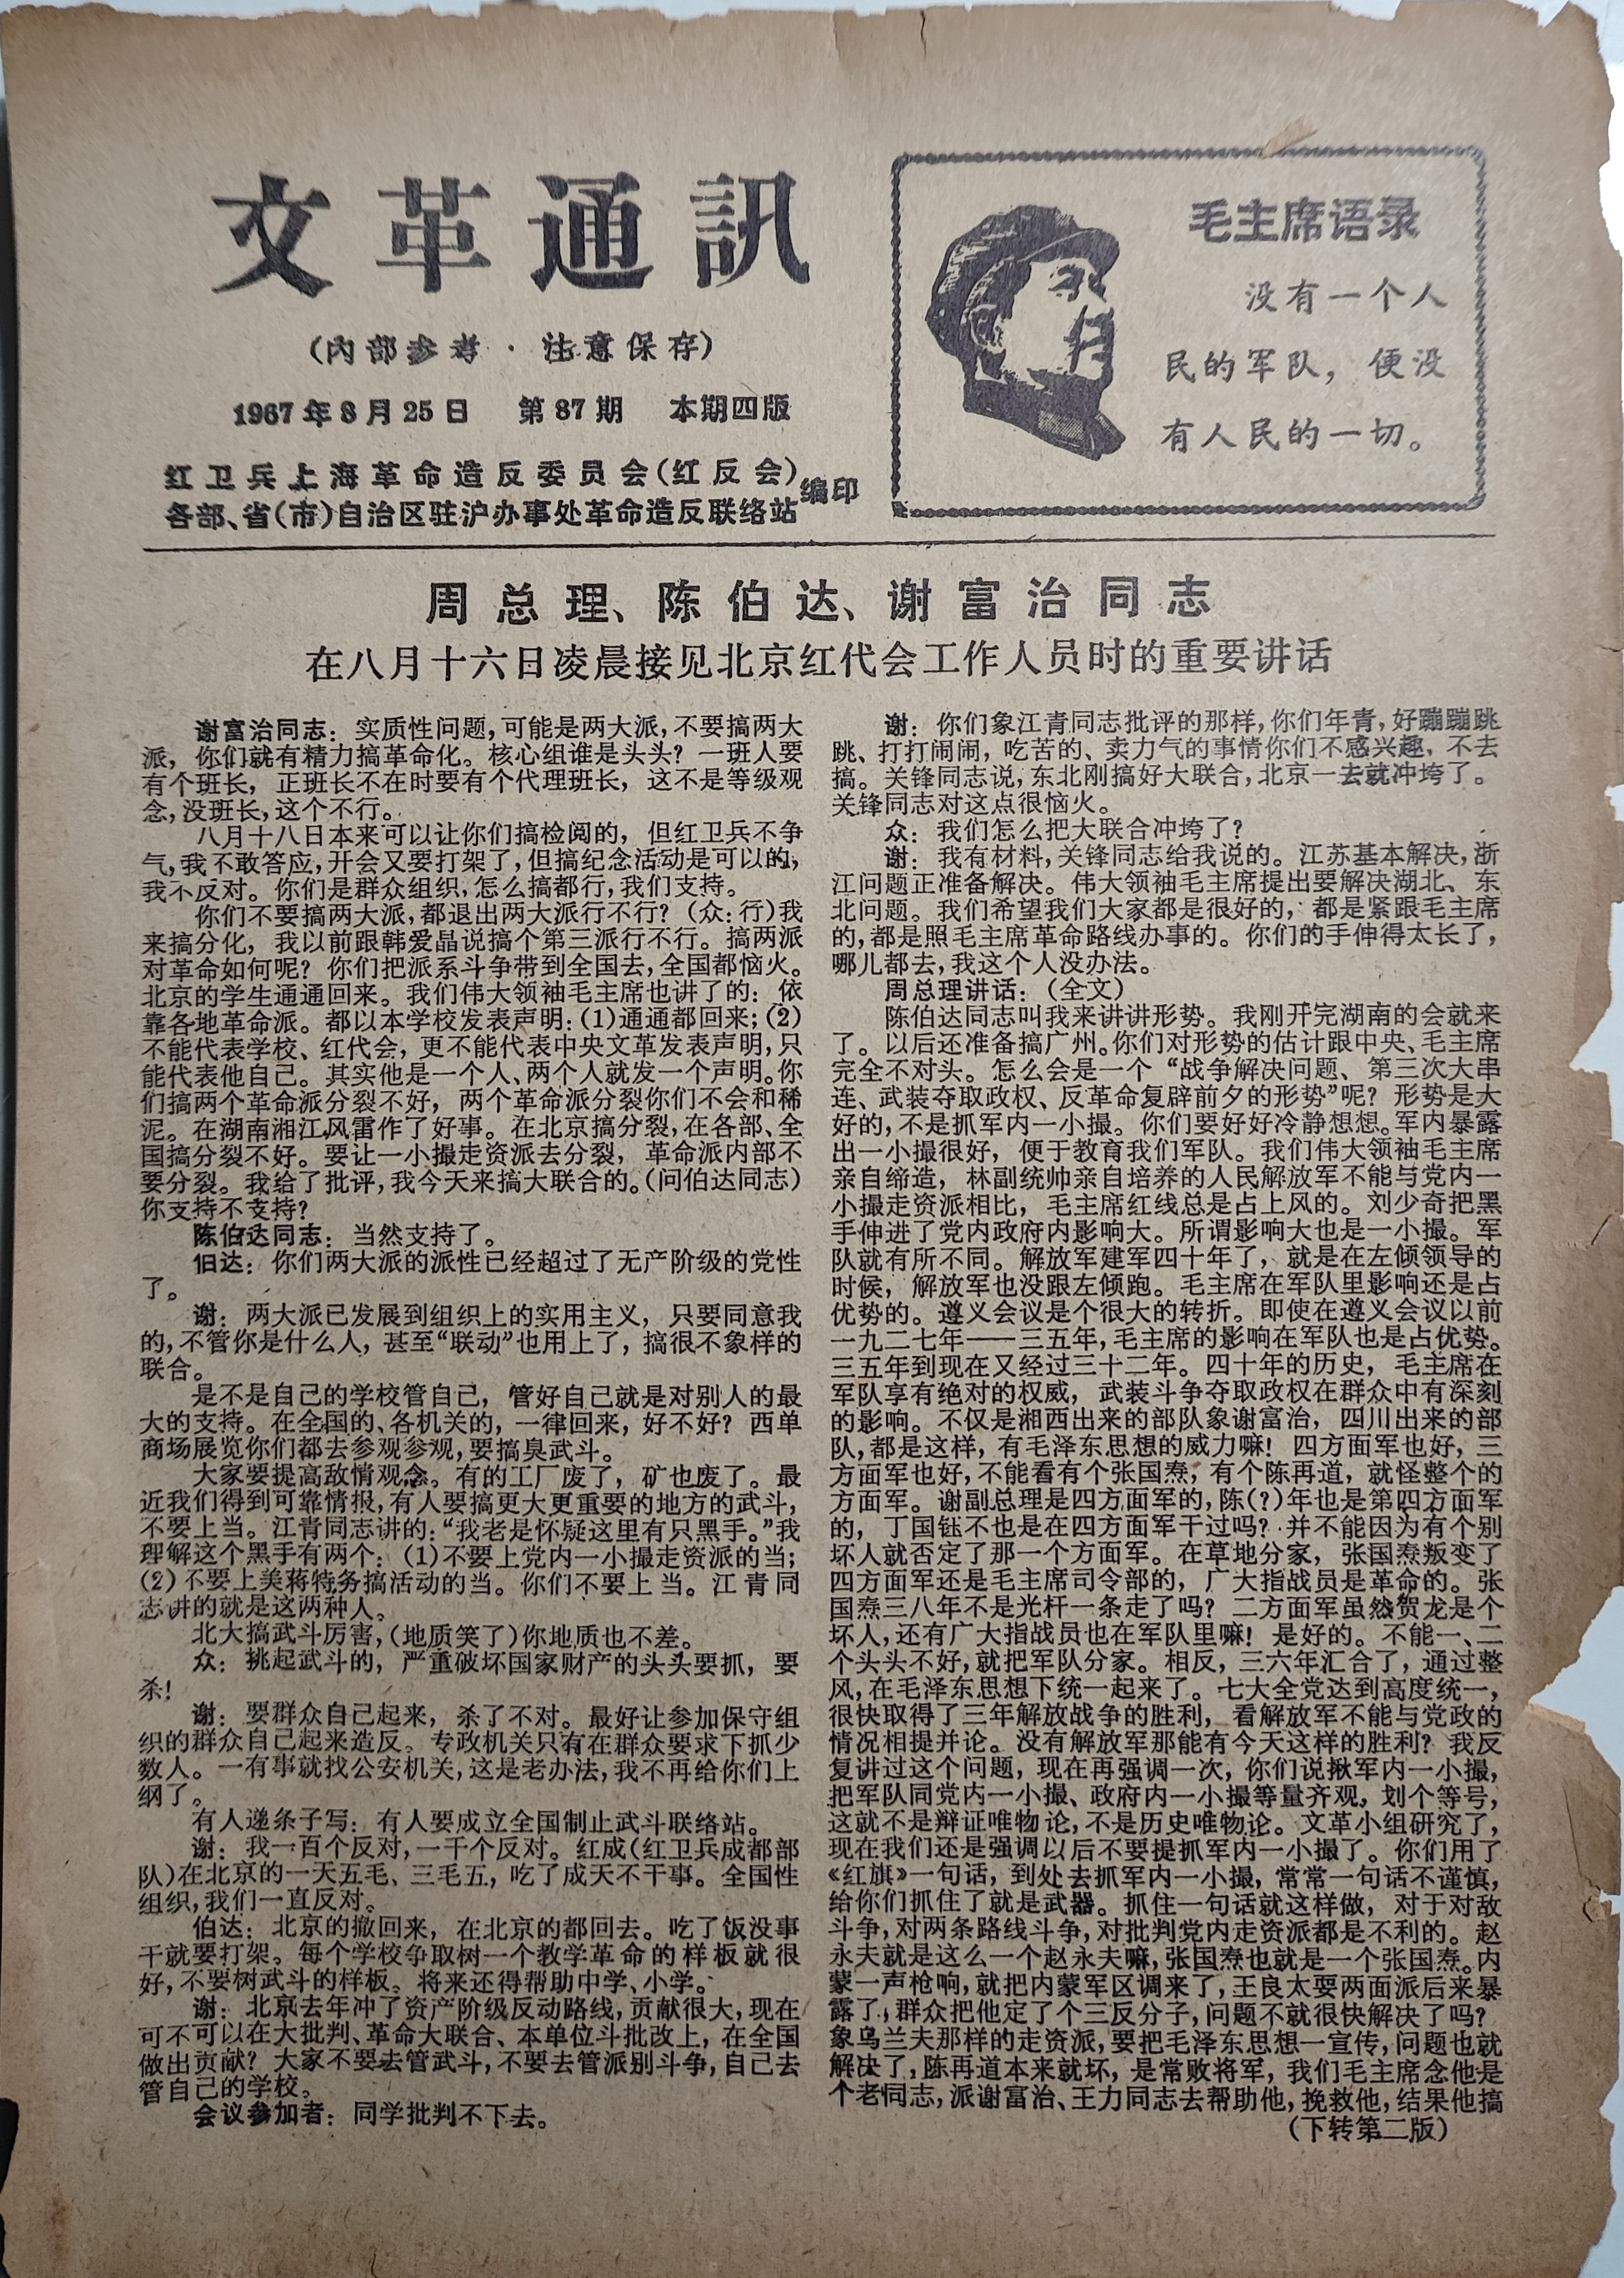 文革通訊
（内部参考·注意保存）
1967年8月25日 第87期 本期四版
红卫兵上海革命造反委员会(红反会)
各部、省(市)自治区驻沪办事处革命造反联络站
编印
毛主席语录
没有一个人
民的军队，便没
有人民的一切。
周总理、陈伯达、谢富治同志
在八月十六日凌晨接见北京红代会工作人员时的重要讲话
谢富治同志：实质性问题，可能是两大派，不要搞两大
派，你们就有精力搞革命化。核心组谁是头头？一班人要
有个班长，正班长不在时要有个代理班长，这不是等级观
念，没班长，这个不行。
八月十八日本来可以让你们搞检阅的，但红卫兵不争
气，我不敢答应，开会又要打架了，但搞纪念活动是可以的，
我不反对。你们是群众组织，怎么搞都行，我们支持。
你们不要搞两大派，都退出两大派行不行？(众：行)我
来搞分化，我以前跟韩爱晶说搞个第三派行不行。搞两派
对革命如何呢？你们把派系斗争带到全国去，全国都恼火。
北京的学生通通回来。我们伟大领袖毛主席也讲了的：依
靠各地革命派。都以本学校发表声明：(1)通通都回来；(2)
不能代表学校、红代会，更不能代表中央文革发表声明，只
能代表他自己。其实他是一个人、两个人就发一个声明。你
们搞两个革命派分裂不好，两个革命派分裂你们不会和稀
泥。在湖南湘江风雷作了好事。在北京搞分裂，在各部、全
国搞分裂不好。要让一小撮走资派去分裂，革命派内部不
要分裂。我给了批评，我今天来搞大联合的。(问伯达同志)
你支持不支持？
陈伯达同志：当然支持了。
伯达：你们两大派的派性已经超过了无产阶级的党性
了。
谢：两大派已发展到组织上的实用主义，只要同意我
的，不管你是什么人，甚至“联动”也用上了，搞很不象样的
联合。
是不是自己的学校管自己，管好自己就是对别人的最
大的支持。在全国的、各机关的，一律回来，好不好？西单
商场展览你们都去参观参观，要搞臭武斗。
大家要提高敌情观念。有的工厂废了，矿也废了。最
近我们得到可靠情报，有人要搞更大更重要的地方的武斗，
不要上当。江青同志讲的：“我老是怀疑这里有只黑手。”我
理解这个黑手有两个：(1)不要上党内一小撮走资派的当；
(2)不要上美蒋特务搞活动的当。你们不要上当。江青同
志讲的就是这两种人。
北大搞武斗厉害，(地质笑了)你地质也不差。
众：挑起武斗的，严重破坏国家财产的头头要抓，要
杀！
谢：要群众自己起来，杀了不对。最好让参加保守组
织的群众自己起来造反。专政机关只有在群众要求下抓少
数人。一有事就找公安机关，这是老办法，我不再给你们上
纲了。
有人递条子写：有人要成立全国制止武斗联络站。
谢：我一百个反对，一千个反对。红成(红卫兵成都部
队)在北京的一天五毛、三毛五，吃了成天不干事。全国性
组织，我们一直反对。
伯达：北京的撤回来，在北京的都回去。吃了饭没事
干就要打架。每个学校争取树一个教学革命的样板就很
好，不要树武斗的样板。将来还得帮助中学、小学。
谢：北京去年冲了资产阶级反动路线，贡献很大，现在
可不可以在大批判、革命大联合、本单位斗批改上，在全国
做出贡献？大家不要去管武斗，不要去管派别斗争，自己去
管自己的学校。
会议参加者：同学批判不下去。
谢：你们象江青同志批评的那样，你们年青，好蹦蹦跳
跳、打打闹闹，吃苦的、卖力气的事情你们不感兴趣，不去
搞。关锋同志说，东北刚搞好大联合，北京一去就冲垮了。
关锋同志对这点很恼火。
众：我们怎么把大联合冲垮了？
谢：我有材料，关锋同志给我说的。江苏基本解决，浙
江问题正准备解决。伟大领袖毛主席提出要解决湖北、东
北问题。我们希望我们大家都是很好的，都是紧跟毛主席
的，都是照毛主席革命路线办事的。你们的手伸得太长了，
哪儿都去，我这个人没办法。
周总理讲话：(全文)
陈伯达同志叫我来讲讲形势。我刚开完湖南的会就来
了。以后还准备搞广州。你们对形势的估计跟中央、毛主席
完全不对头。怎么会是一个“战争解决问题、第三次大串
连、武装夺取政权、反革命复辟前夕的形势”呢？形势是大
好的，不是抓军内一小撮。你们要好好冷静想想。军内暴露
出一小撮很好，便于教育我们军队。我们伟大领袖毛主席
亲自缔造，林副统帅亲自培养的人民解放军不能与党内一
小撮走资派相比，毛主席红线总是占上风的。刘少奇把黑
手伸进了党内政府内影响大。所谓影响大也是一小撮。军
队就有所不同。解放军建军四十年了，就是在左倾领导的
时候，解放军也没跟左倾跑。毛主席在军队里影响还是占
优势的。遵义会议是个很大的转折。即使在遵义会议以前
一九二七年——三五年，毛主席的影响在军队也是占优势。
三五年到现在又经过三十二年。四十年的历史，毛主席在
军队享有绝对的权威，武装斗争夺取政权在群众中有深刻
的影响。不仅是湘西出来的部队象谢富治，四川出来的部
队，都是这样，有毛泽东思想的威力嘛！四方面军也好，三
方面军也好，不能看有个张国焘，有个陈再道，就怪整个的
方面军。谢副总理是四方面军的，陈(？)年也是第四方面军
的，丁国钰不也是在四方面军干过吗？并不能因为有个别
坏人就否定了那一个方面军。在草地分家，张国焘叛变了
四方面军还是毛主席司令部的，广大指战员是革命的。张
国焘三八年不是光杆一条走了吗？二方面军虽然贺龙是个
坏人，还有广大指战员也在军队里嘛！是好的。不能一、二
个头头不好，就把军队分家。相反，三六年汇合了，通过整
风，在毛泽东思想下统一起来了。七大全党达到高度统一，
很快取得了三年解放战争的胜利，看解放军不能与党政的
情况相提并论。没有解放军那能有今天这样的胜利？我反
复讲过这个问题，现在再强调一次，你们说揪军内一小撮，
把军队同党内一小撮、政府内一小撮等量齐观，划个等号，
这就不是辩证唯物论，不是历史唯物论。文革小组研究了，
现在我们还是强调以后不要提抓军内一小撮了。你们用了
《红旗》一句话，到处去抓军内一小撮，常常一句话不谨慎，
给你们抓住了就是武器。抓住一句话就这样做，对于对敌
斗争，对两条路线斗争，对批判党内走资派都是不利的。赵
永夫就是这么一个赵永夫嘛，张国焘也就是一个张国焘。内
蒙一声枪响，就把内蒙军区调来了，王良太耍两面派后来暴
露了，群众把他定了个三反分子，问题不就很快解决了吗？
象乌兰夫那样的走资派，要把毛泽东思想一宣传，问题也就
解决了，陈再道本来就坏，是常败将军，我们毛主席念他是
个老同志，派谢富治、王力同志去帮助他，挽救他，结果他搞
(下转第二版)